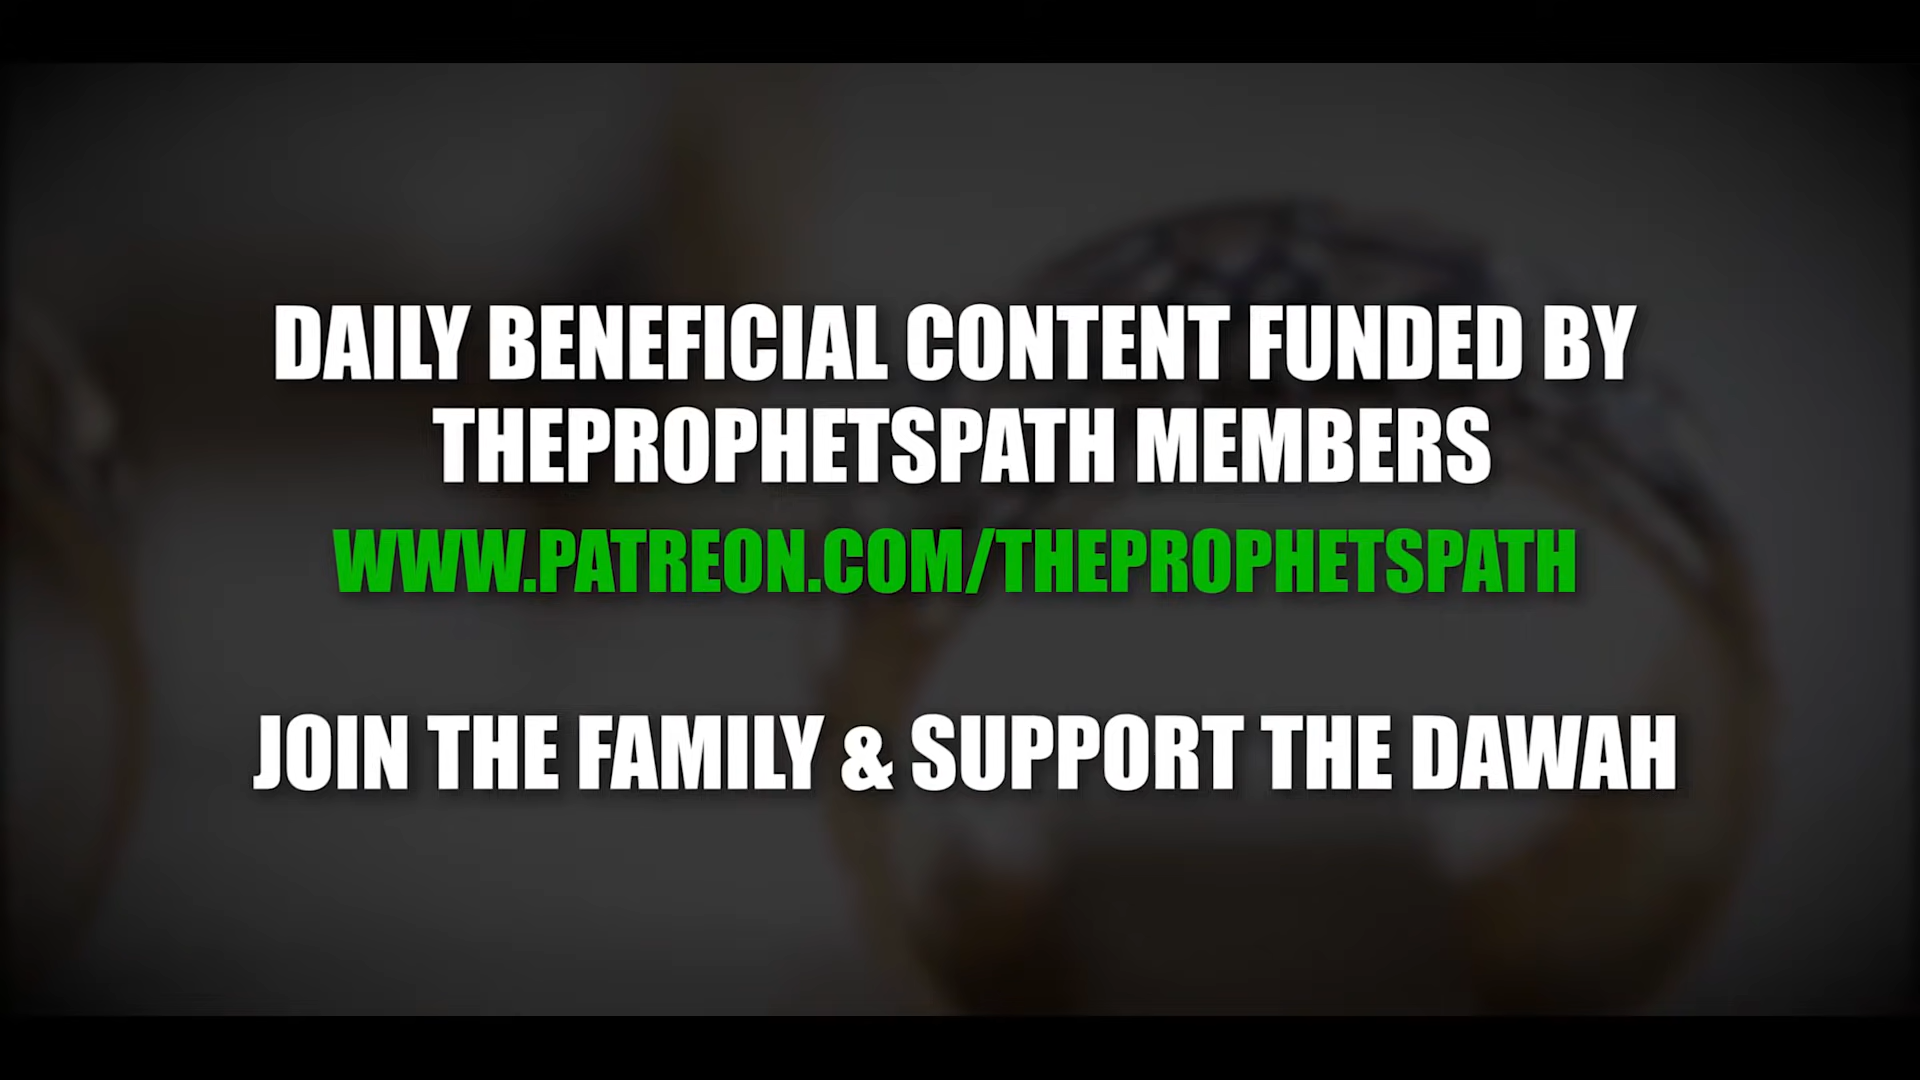 DAILY BENEFICIAL CONTENT FUNDED BY
THEPROPHETSPATH MEMBERS
WWW.PATREON.COM/THEPROPHETSPATH
JOIN THE FAMILY & SUPPORT THE DAWAH